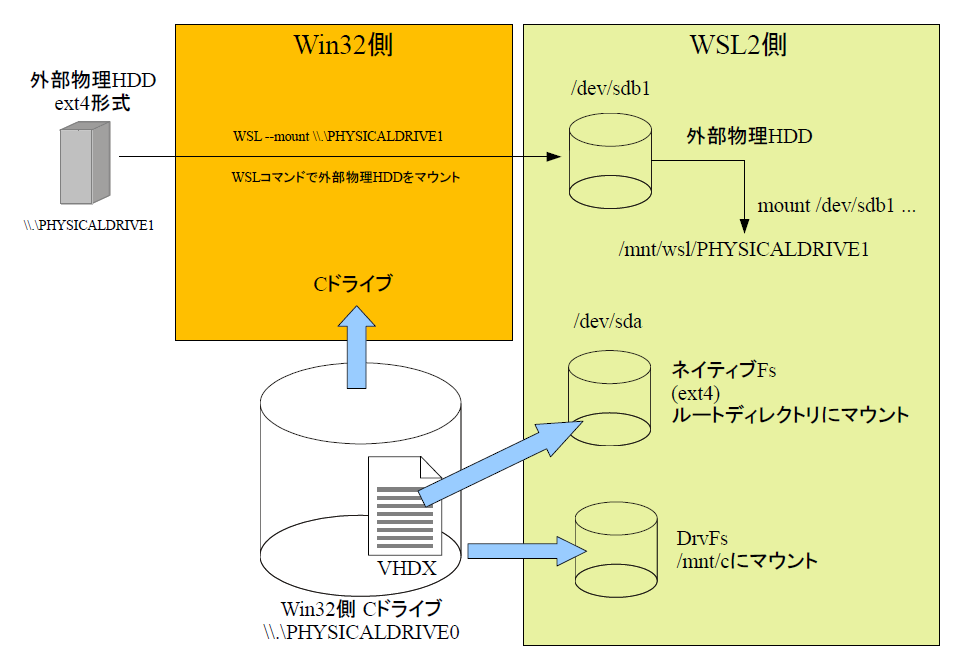 Win32側
WSL2側
外部物理HDD
ext4形式
\\.\PHYSICALDRIVE1
WSL --mount \\.\PHYSICALDRIVE1
WSLコマンドで外部物理HDDをマウント
/dev/sdb1
外部物理HDD
mount /dev/sdb1 ...
/mnt/wsl/PHYSICALDRIVE1
Cドライブ
/dev/sda
ネイティブFs
(ext4)
ルートディレクトリにマウント
VHDX
DrvFs
/mnt/cにマウント
Win32側 Cドライブ
\\.\PHYSICALDRIVE0